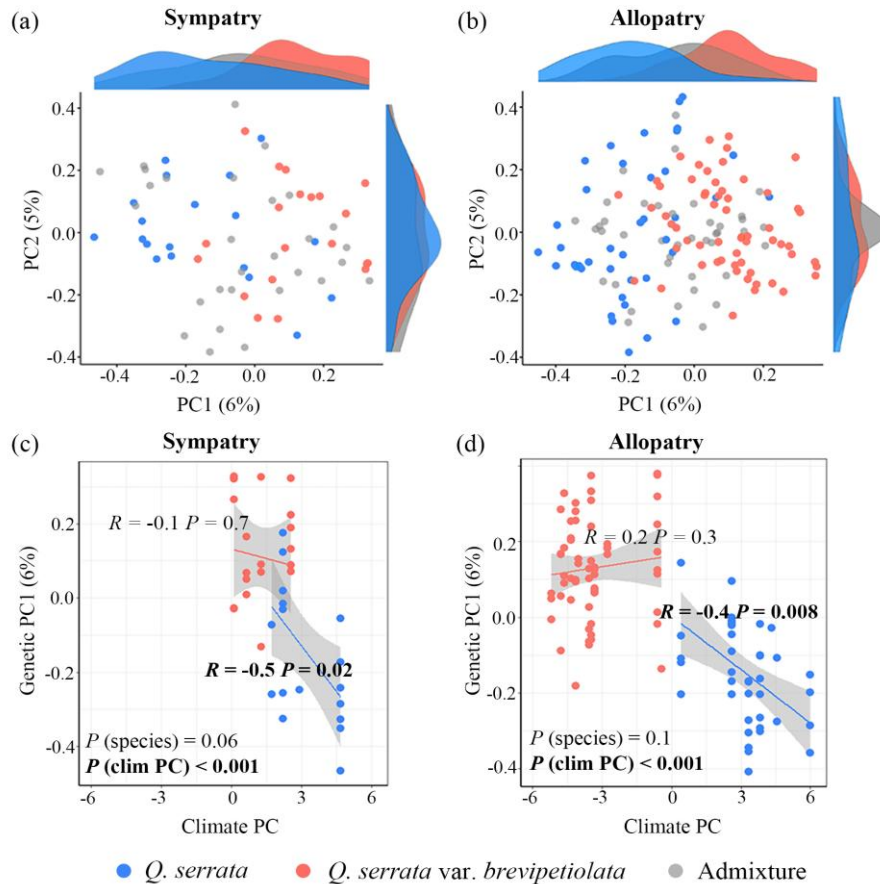 (a) Sympatry
(b) Allopatry
0.4
0.2
0.0
-0.2
-0.4
PC2 (5%)
-0.4 -0.2 0.0 0.2
PC1 (6%)
0.4
0.2
0.0
-0.2
-0.4
PC2 (5%)
-0.4 -0.2 0.0 0.2
PC1 (6%)
(c) Sympatry
(d) Allopatry
0.2
0.0
-0.2
-0.4
Genetic PC1 (6%)
R = -0.1 P = 0.7
R = -0.5 P = 0.02
P (species) = 0.06
P (clim PC) < 0.001
-6 -3 0 3 6
Climate PC
0.2
0.0
-0.2
-0.4
Genetic PC1 (6%)
R = 0.2 P = 0.3
R = -0.4 P = 0.008
P (species) = 0.1
P (clim PC) < 0.001
-6 -3 0 3 6
Climate PC
Q. serrata Q. serrata var. brevipetiolata Admixture